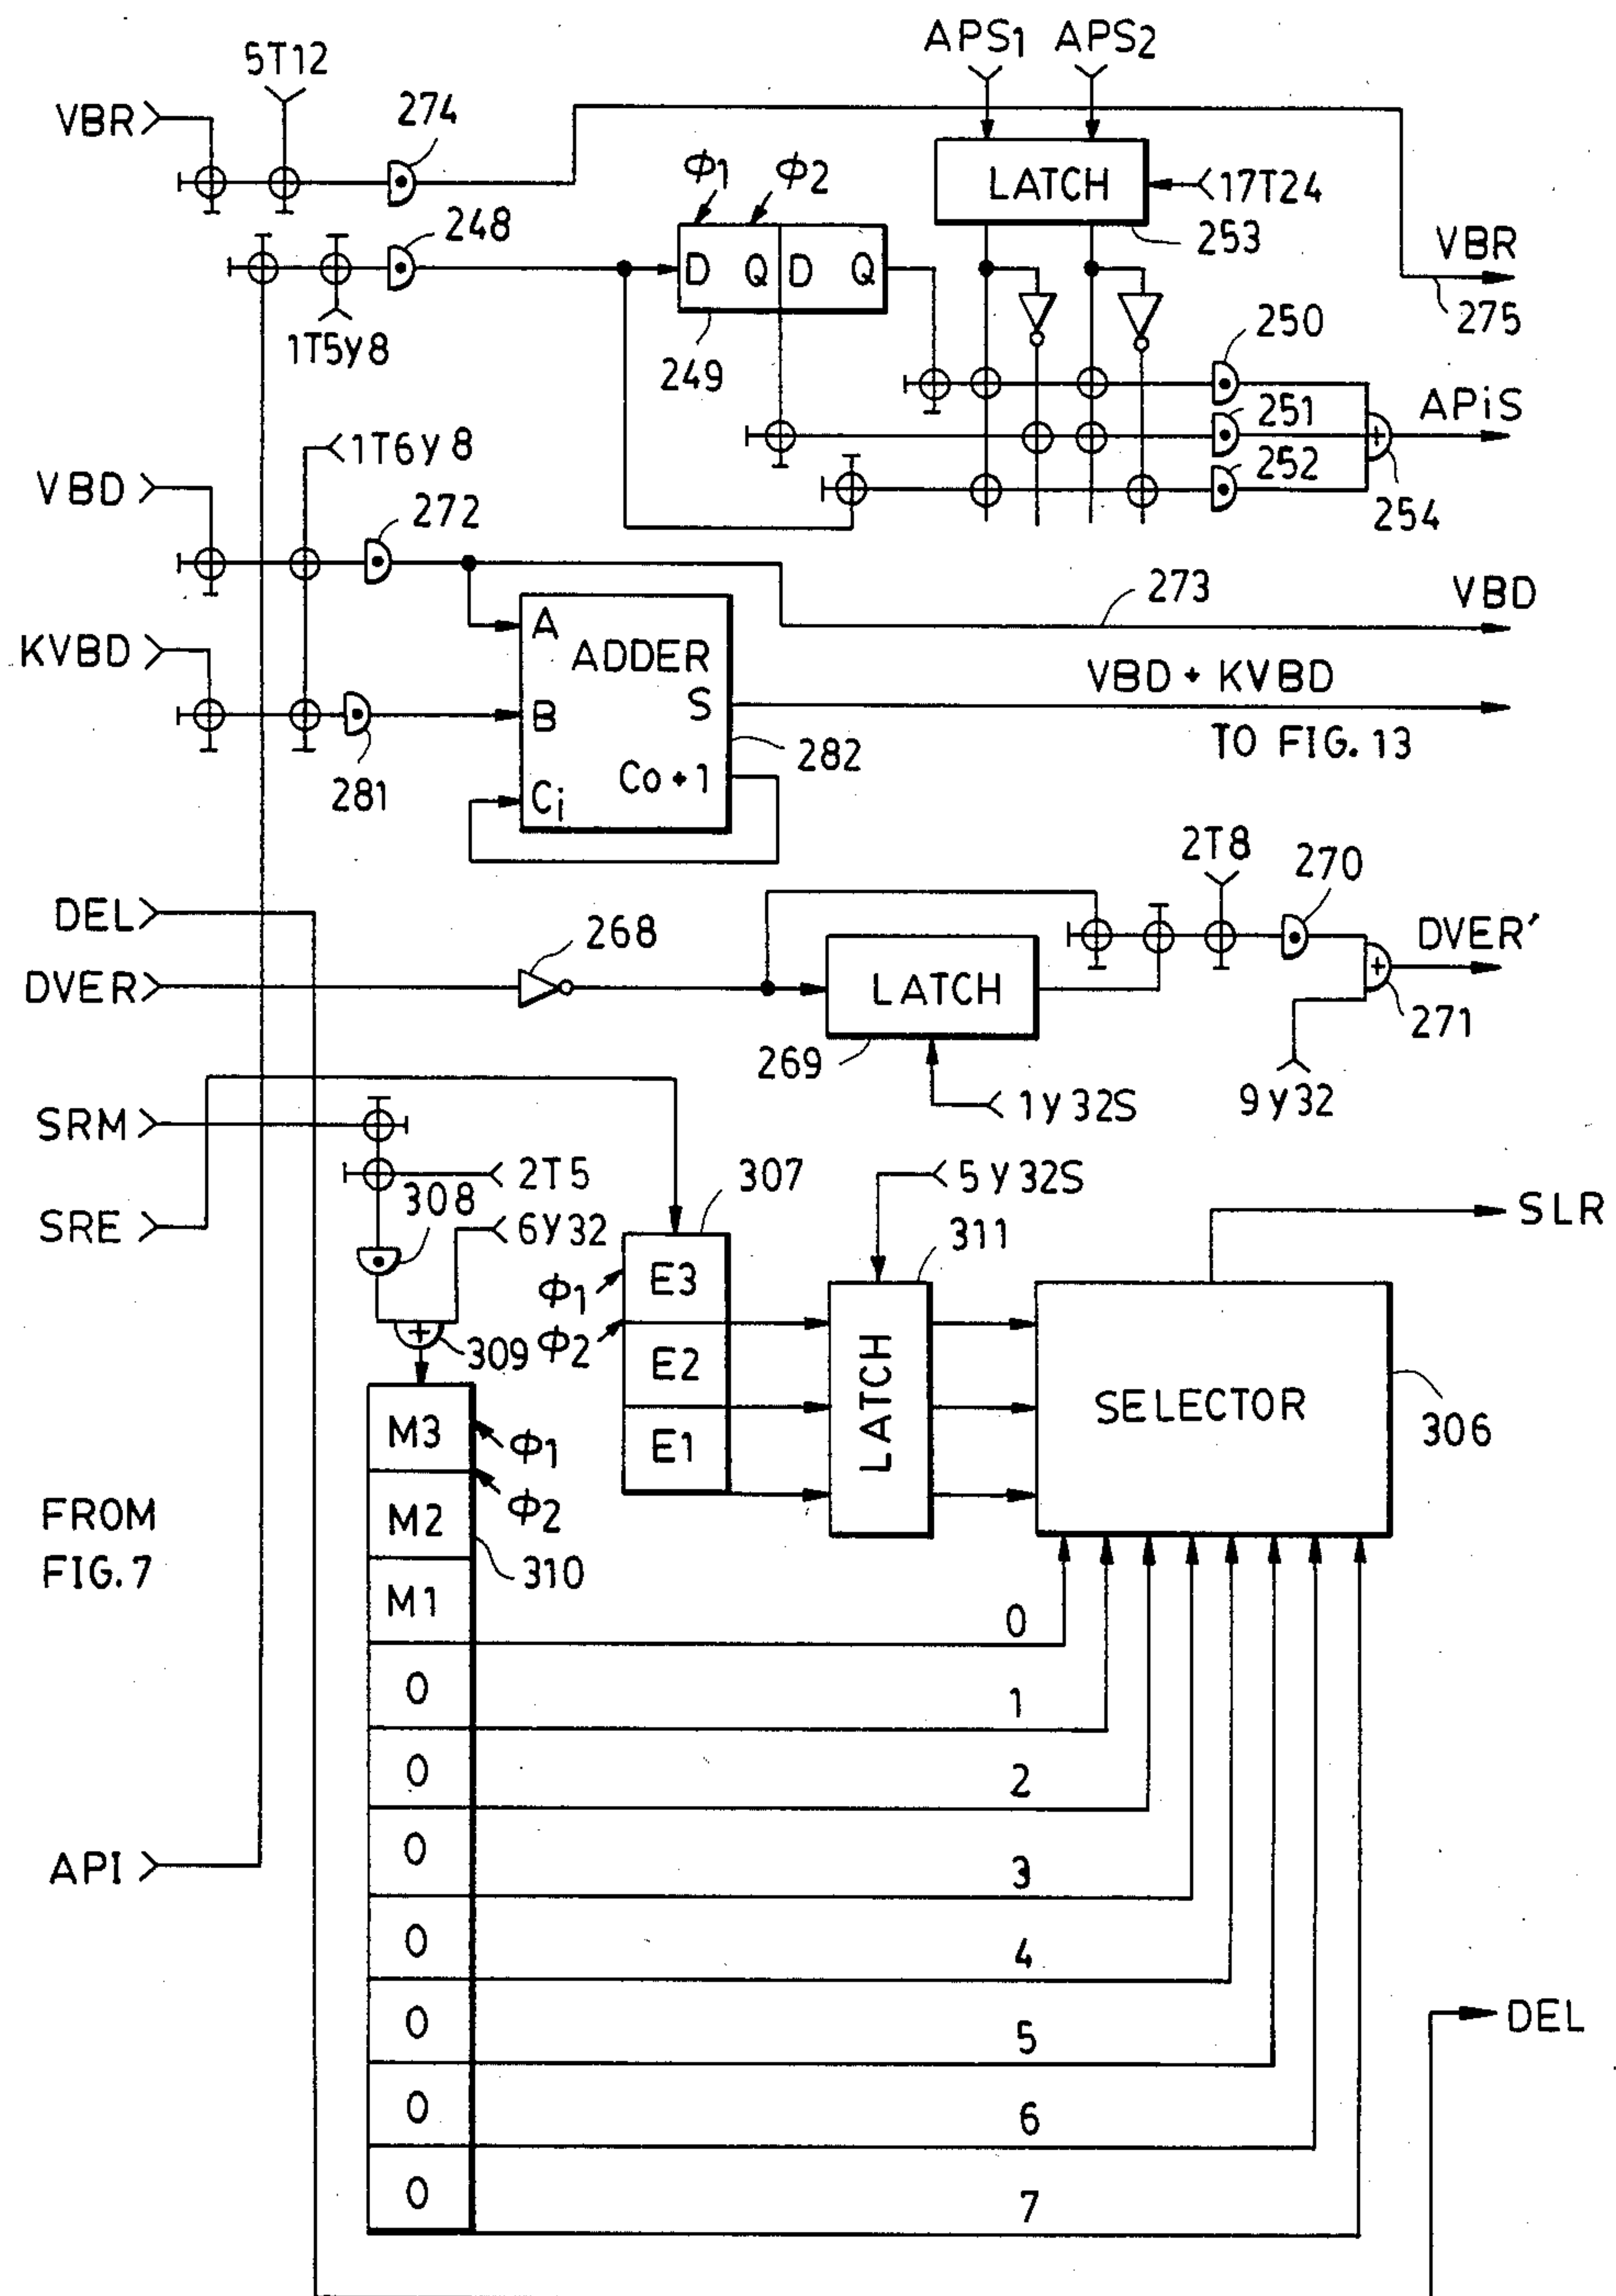 APS1 APS2
5T12
VBR
274
Φ1 Φ2
LATCH
17T24
248
253
VBR
D Q D Q
275
1T5y8
249
250
APiS
251
1T6y8
252
VBD
272
254
273
VBD
A
ADDER
KVBD
VBD + KVBD
S
B
TO FIG. 13
282
Co + 1
281
Ci
2T8
270
DEL
268
DVER'
DVER
LATCH
271
269
1y32S
9y32
SRM
2T5
307
5y32S
308
SLR
SRE
6y32
311
E3
Φ1
Φ2
309
E2
LATCH
SELECTOR
M3
306
Φ1
E1
FROM
M2
Φ2
FIG. 7
310
M1
0
0
1
0
2
0
API
3
0
4
0
DEL
5
0
6
0
7